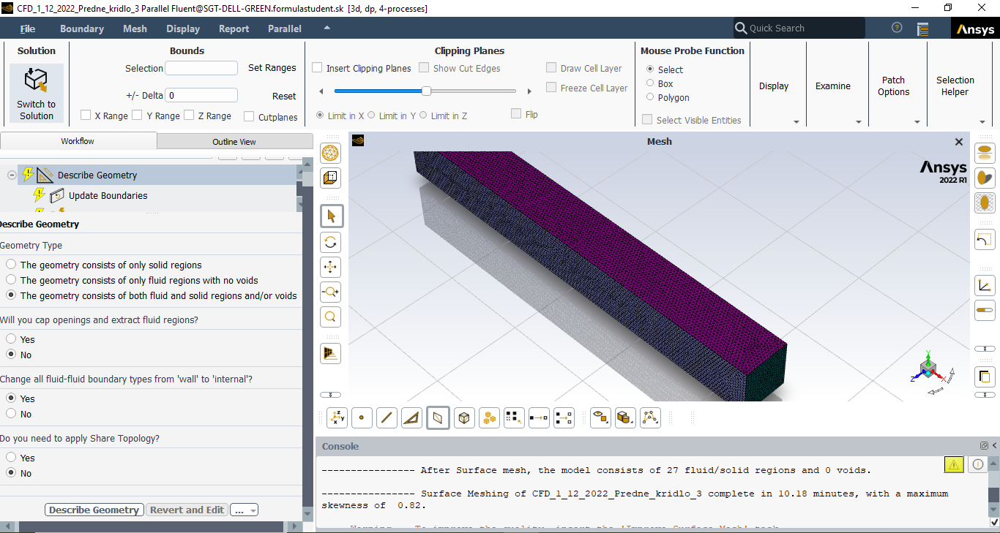 CFD_1_12_2022_Predne_kridlo_3 Parallel Fluent@SGT-DELL-GREEN.formulastudent.sk [3d, dp, 4-processes]
File Boundary Mesh Display Report Parallel
Quick Search
Ansys
Solution
Switch to
Solution
Bounds
Selection
Set Ranges
+/- Delta 0
Reset
X Range Y Range Z Range Cutplanes
Clipping Planes
Insert Clipping Planes Show Cut Edges
Draw Cell Layer
Freeze Cell Layer
Limit in X Limit in Y Limit in Z
Flip
Mouse Probe Function
Select
Box
Polygon
Select Visible Entities
Display
Examine
Patch
Options
Selection
Helper
Workflow
Outline View
Describe Geometry
Update Boundaries
Describe Geometry
Geometry Type
The geometry consists of only solid regions
The geometry consists of only fluid regions with no voids
The geometry consists of both fluid and solid regions and/or voids
Will you cap openings and extract fluid regions?
Yes
No
Change all fluid-fluid boundary types from 'wall' to 'internal'?
Yes
No
Do you need to apply Share Topology?
Yes
No
Describe Geometry Revert and Edit ...
Mesh
Ansys
2022 R1
Y
Z
X
Console
---------------- After Surface mesh, the model consists of 27 fluid/solid regions and 0 voids.
---------------- Surface Meshing of CFD_1_12_2022_Predne_kridlo_3 complete in 10.18 minutes, with a maximum
skewness of 0.82.